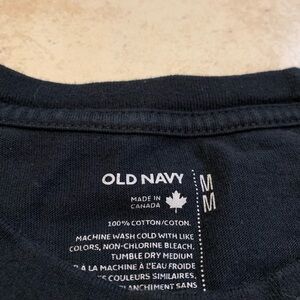 OLD NAVY
MADE IN
CANADA
M
M
100% COTTON/COTON.
MACHINE WASH COLD WITH LIKE
COLORS, NON-CHLORINE BLEACH,
TUMBLE DRY MEDIUM
À LA MACHINE À L'EAU FROIDE
COULEURS SIMILAIRES,
SANS